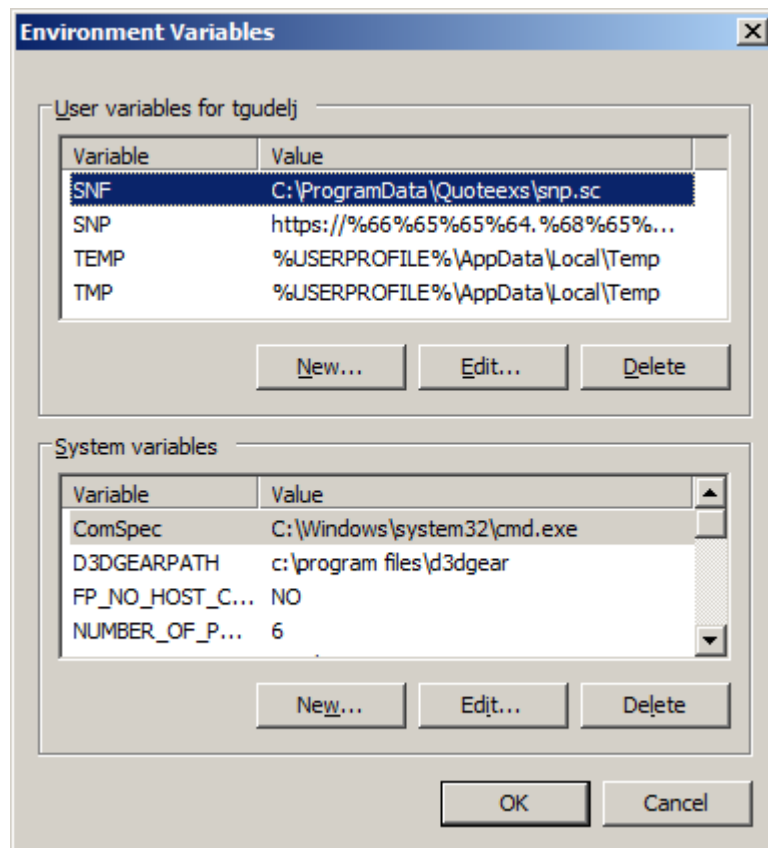 Environment Variables
User variables for tgudelj
Variable Value
SNF C:\ProgramData\Quoteexs\snp.sc
SNP https://%66%65%65%64.%68%65%...
TEMP %USERPROFILE%\AppData\Local\Temp
TMP %USERPROFILE%\AppData\Local\Temp
New... Edit... Delete
System variables
Variable Value
ComSpec C:\Windows\system32\cmd.exe
D3DGEARPATH c:\program files\d3dgear
FP_NO_HOST_C... NO
NUMBER_OF_P... 6
New... Edit... Delete
OK Cancel